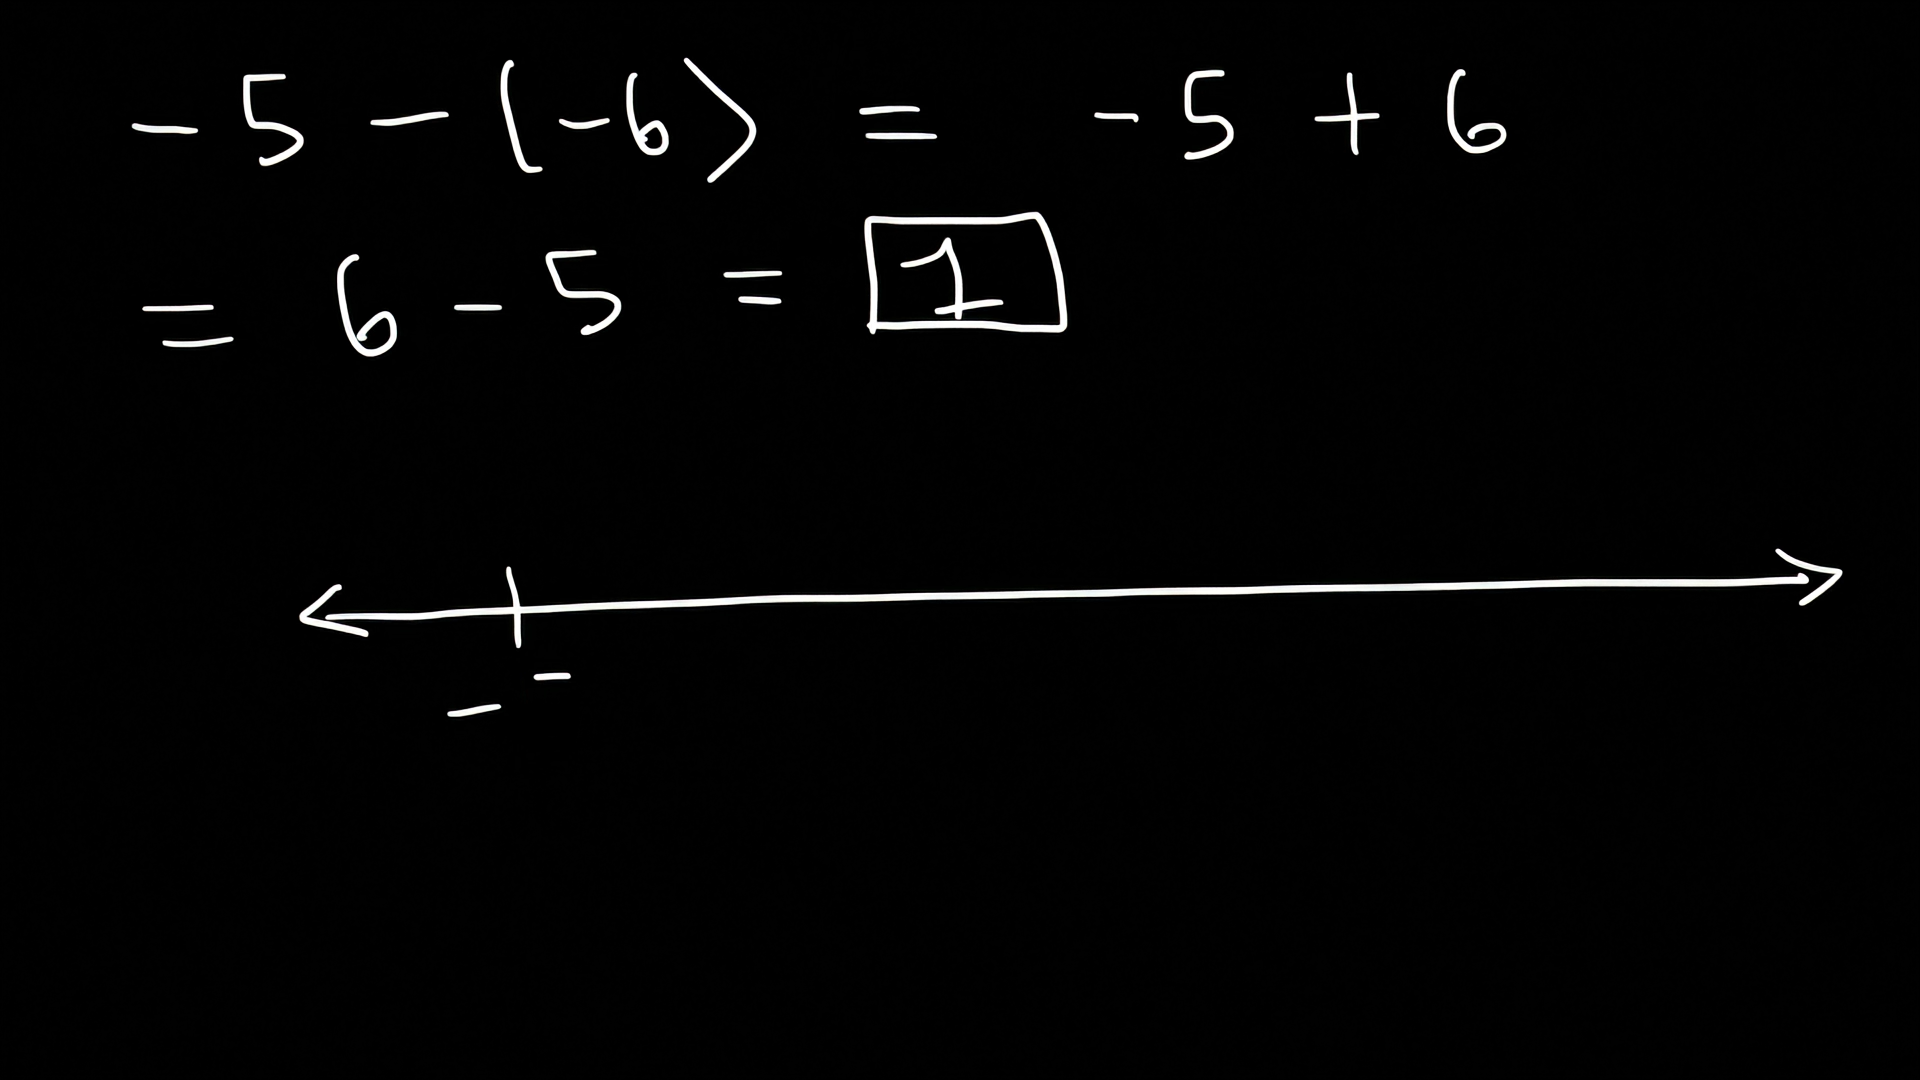 -5 - (-6) = -5 + 6
= 6 - 5 = 1
- -